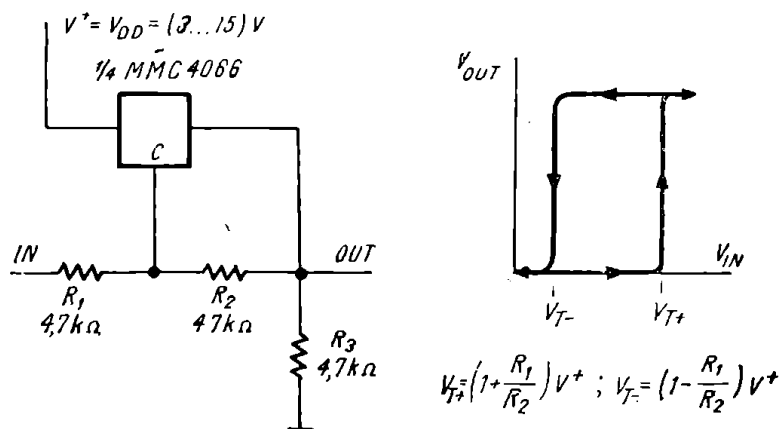 V⁺ = V_DD = (3...15) V
1/4 MMC 4066
C
IN
OUT
R₁
4,7kΩ
R₂
47kΩ
R₃
4,7kΩ
V_OUT
V_IN
V_T-
V_T+
V_T+ = (1 + R₁/R₂) V⁺ ; V_T- = (1 - R₁/R₂) V⁺